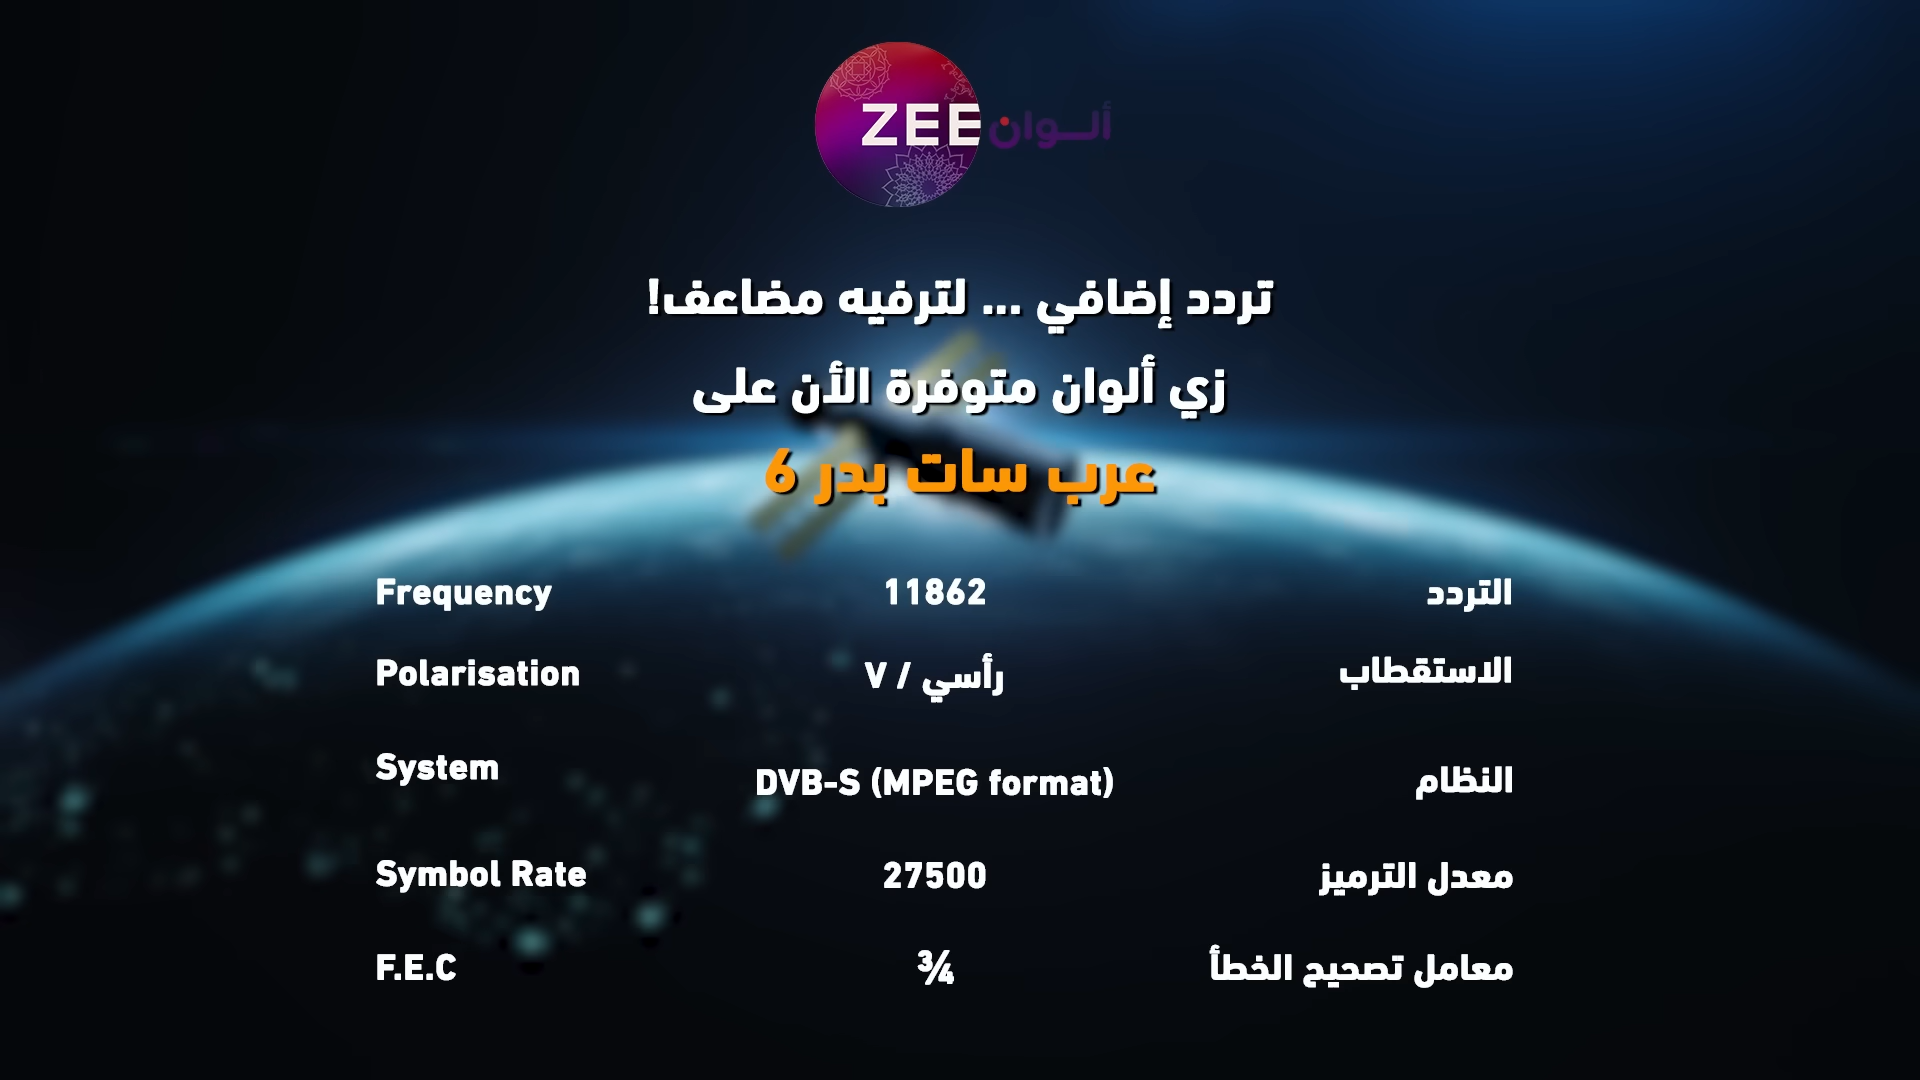 ZEE ألوان
تردد إضافي ... لترفيه مضاعف!
زي ألوان متوفرة الأن على
عرب سات بدر 6
Frequency 11862 التردد
Polarisation رأسي / V الاستقطاب
System DVB-S (MPEG format) النظام
Symbol Rate 27500 معدل الترميز
F.E.C ¾ معامل تصحيح الخطأ